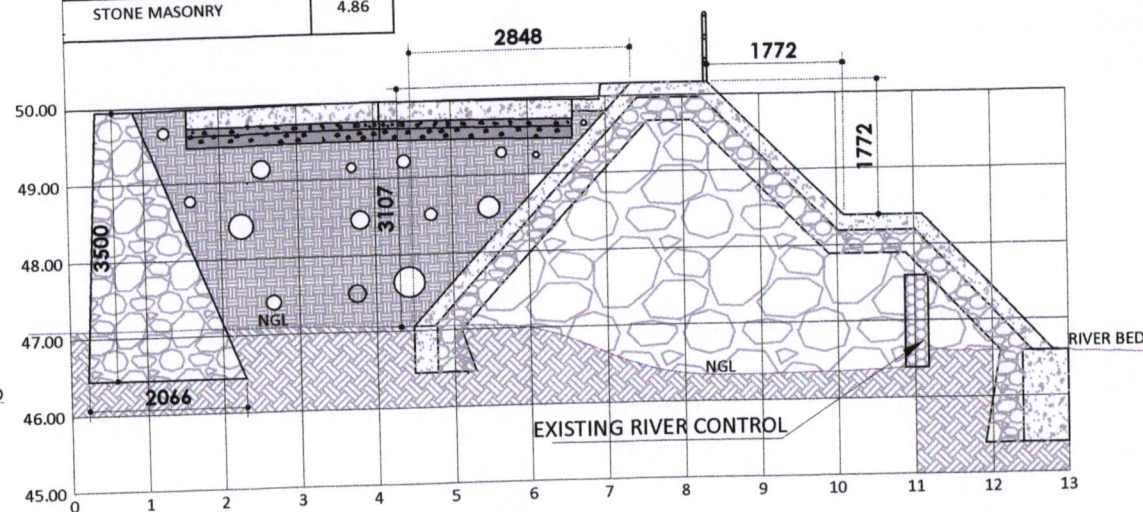 STONE MASONRY 4.86
2848
1772
50.00
1772
49.00
3107
3500
48.00
NGL
47.00
RIVER BED
NGL
2066
46.00
EXISTING RIVER CONTROL
45.00
0 1 2 3 4 5 6 7 8 9 10 11 12 13